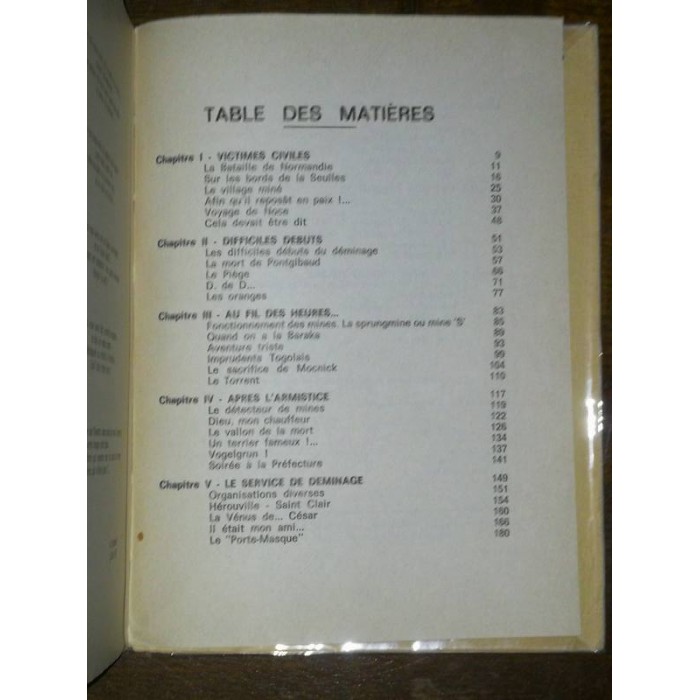 TABLE DES MATIÈRES
Chapitre I - VICTIMES CIVILES 9
La Bataille de Normandie 11
Sur les bords de la Seulles 16
Le village miné 25
Afin qu'il reposât en paix !... 30
Voyage de Noce 37
Cela devait être dit 48
Chapitre II - DIFFICILES DEBUTS 51
Les difficiles débuts du déminage 53
La mort de Pontgibaud 57
Le Piège 66
D. de D... 71
Les oranges 77
Chapitre III - AU FIL DES HEURES... 83
Fonctionnement des mines. La sprungmine ou mine "S" 85
Quand on a la Baraka 89
Aventure triste 93
Imprudents Togolais 99
Le sacrifice de Mocnick 104
Le Torrent 110
Chapitre IV - APRES L'ARMISTICE 117
Le détecteur de mines 119
Dieu, mon chauffeur 122
Le vallon de la mort 126
Un terrier fameux !... 134
Vogelgrun ! 137
Soirée à la Préfecture 141
Chapitre V - LE SERVICE DE DEMINAGE 149
Organisations diverses 151
Hérouville - Saint Clair 154
La Vénus de... César 160
Il était mon ami... 166
Le "Porte-Masque" 180